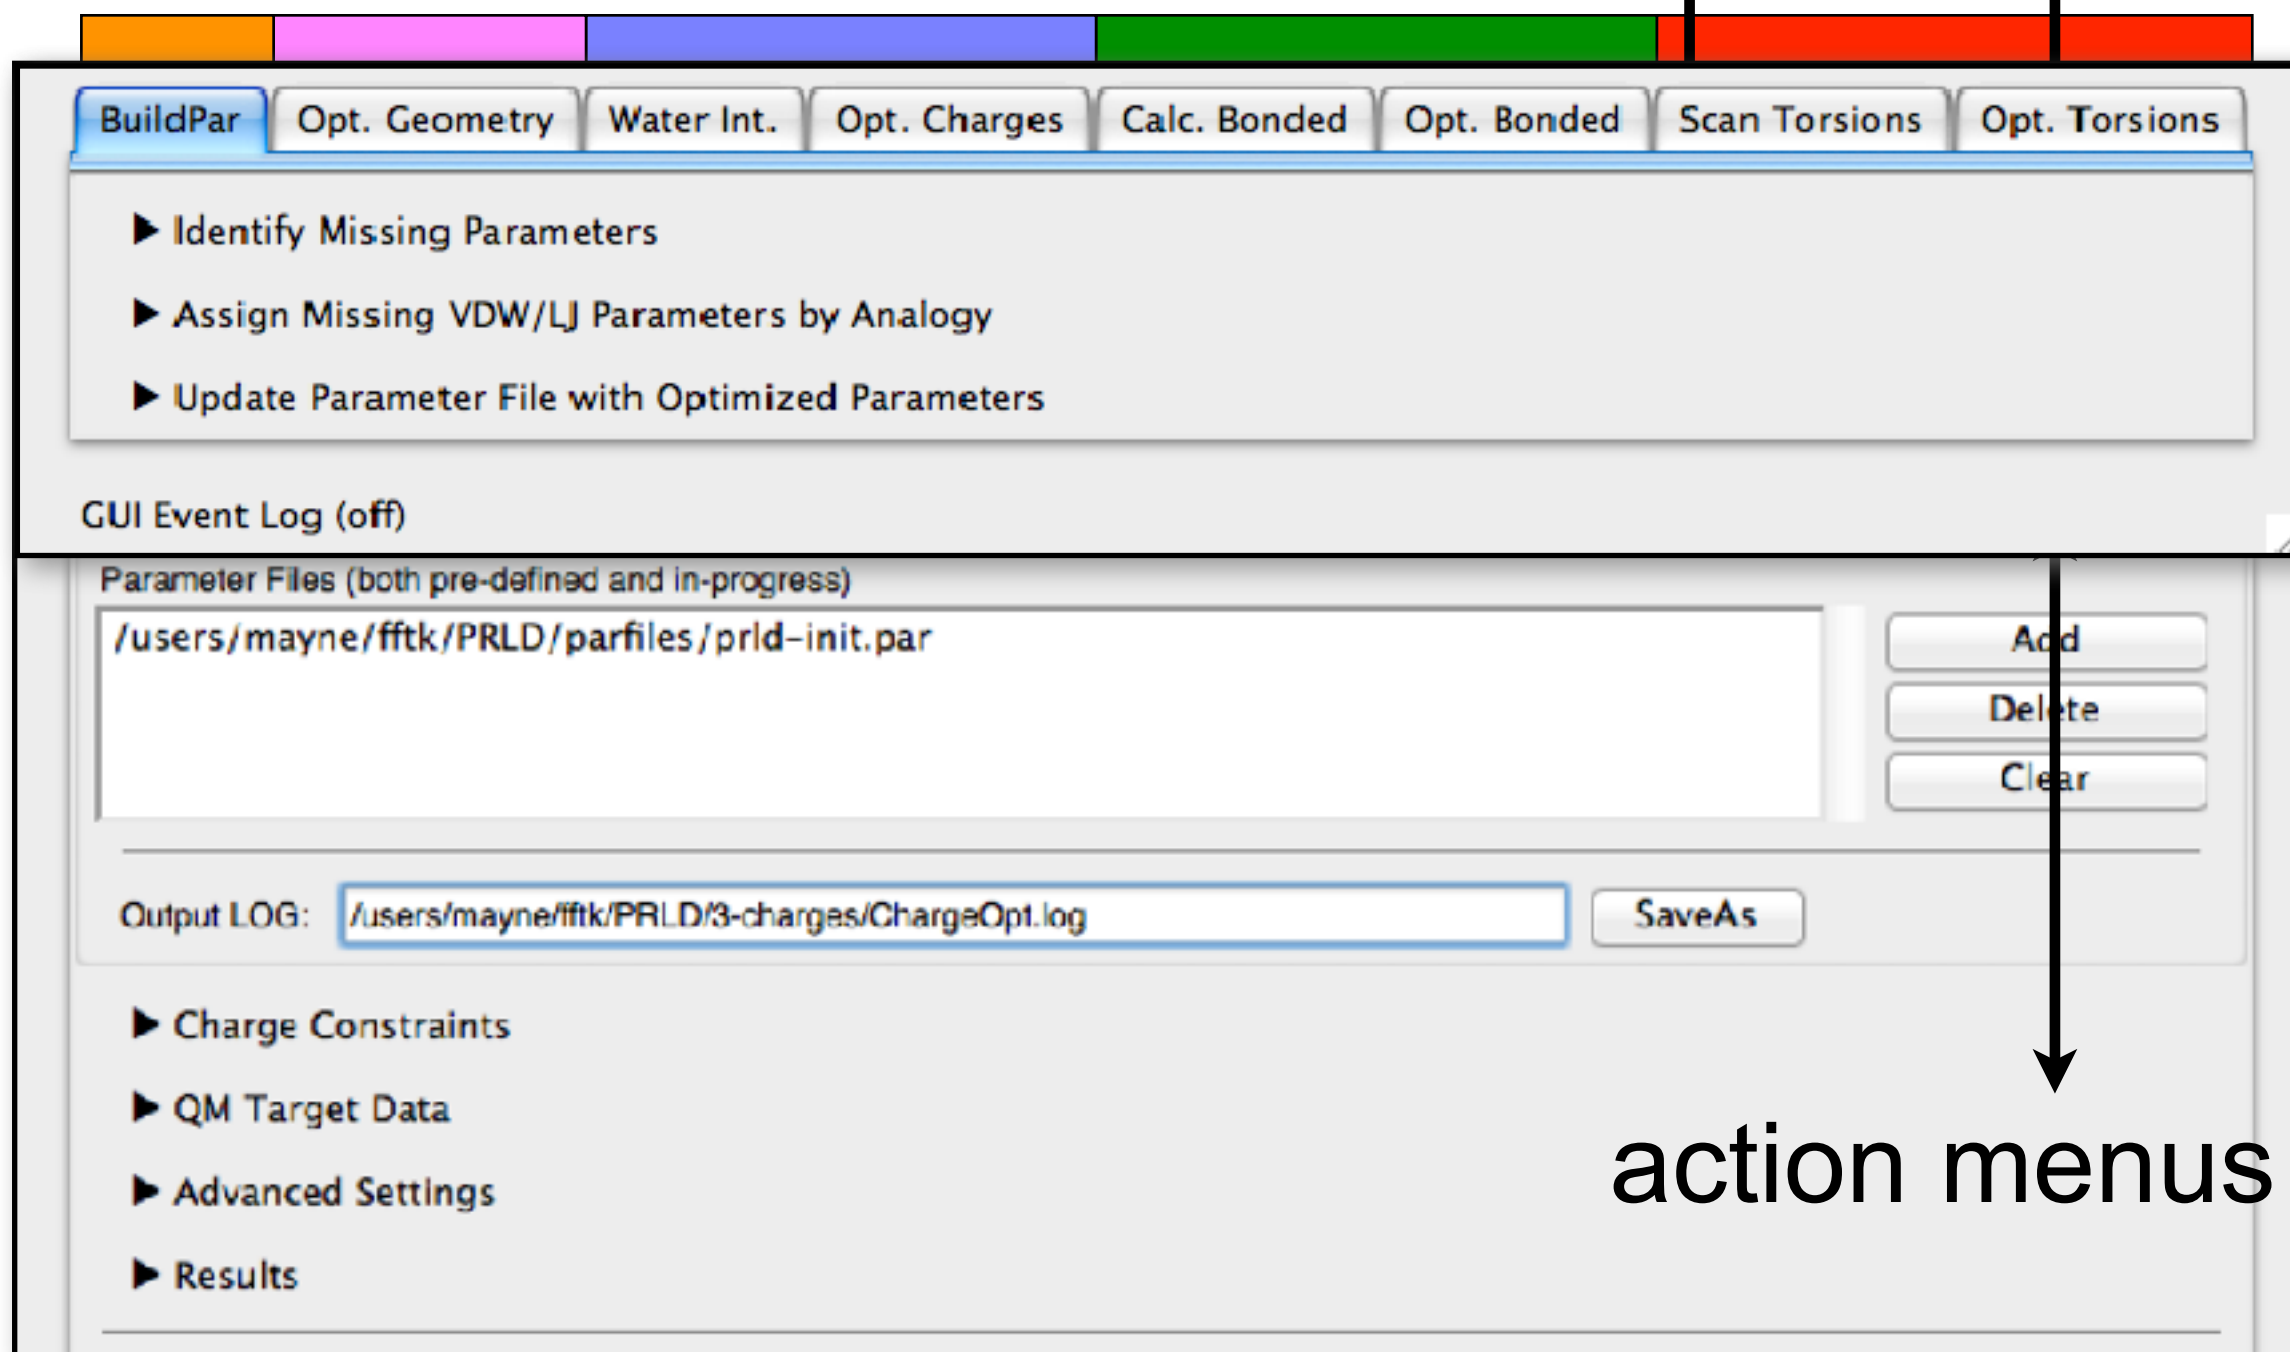 BuildPar Opt. Geometry Water Int. Opt. Charges Calc. Bonded Opt. Bonded Scan Torsions Opt. Torsions
Identify Missing Parameters
Assign Missing VDW/LJ Parameters by Analogy
Update Parameter File with Optimized Parameters
GUI Event Log (off)
Parameter Files (both pre-defined and in-progress)
/users/mayne/fftk/PRLD/parfiles/prld-init.par
Add
Delete
Clear
Output LOG: /users/mayne/fftk/PRLD/3-charges/ChargeOpt.log SaveAs
Charge Constraints
QM Target Data
action menus
Advanced Settings
Results